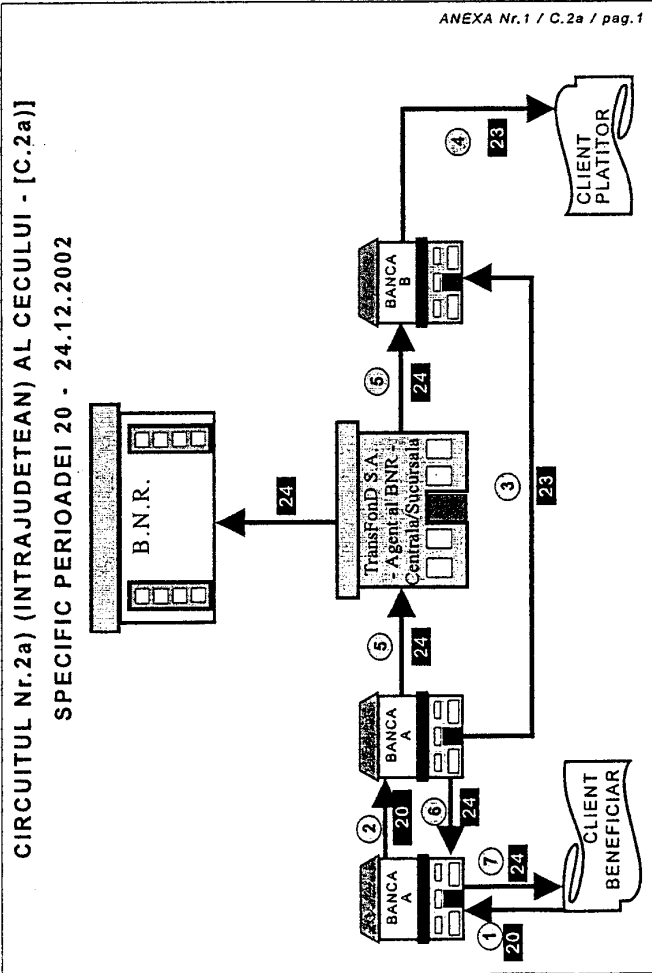 ANEXA Nr.1 / C.2a / pag.1
CIRCUITUL Nr.2a) (INTRAJUDETEAN) AL CECULUI - [C.2a)]
SPECIFIC PERIOADEI 20 - 24.12.2002
B.N.R.
24
TransFonD S.A.
- Agent al BNR -
Centrala/Sucursala
BANCA
A
2
20
6
24
BANCA
A
5
24
5
24
BANCA
B
4
23
CLIENT
PLATITOR
3
23
1
20
7
24
CLIENT
BENEFICIAR